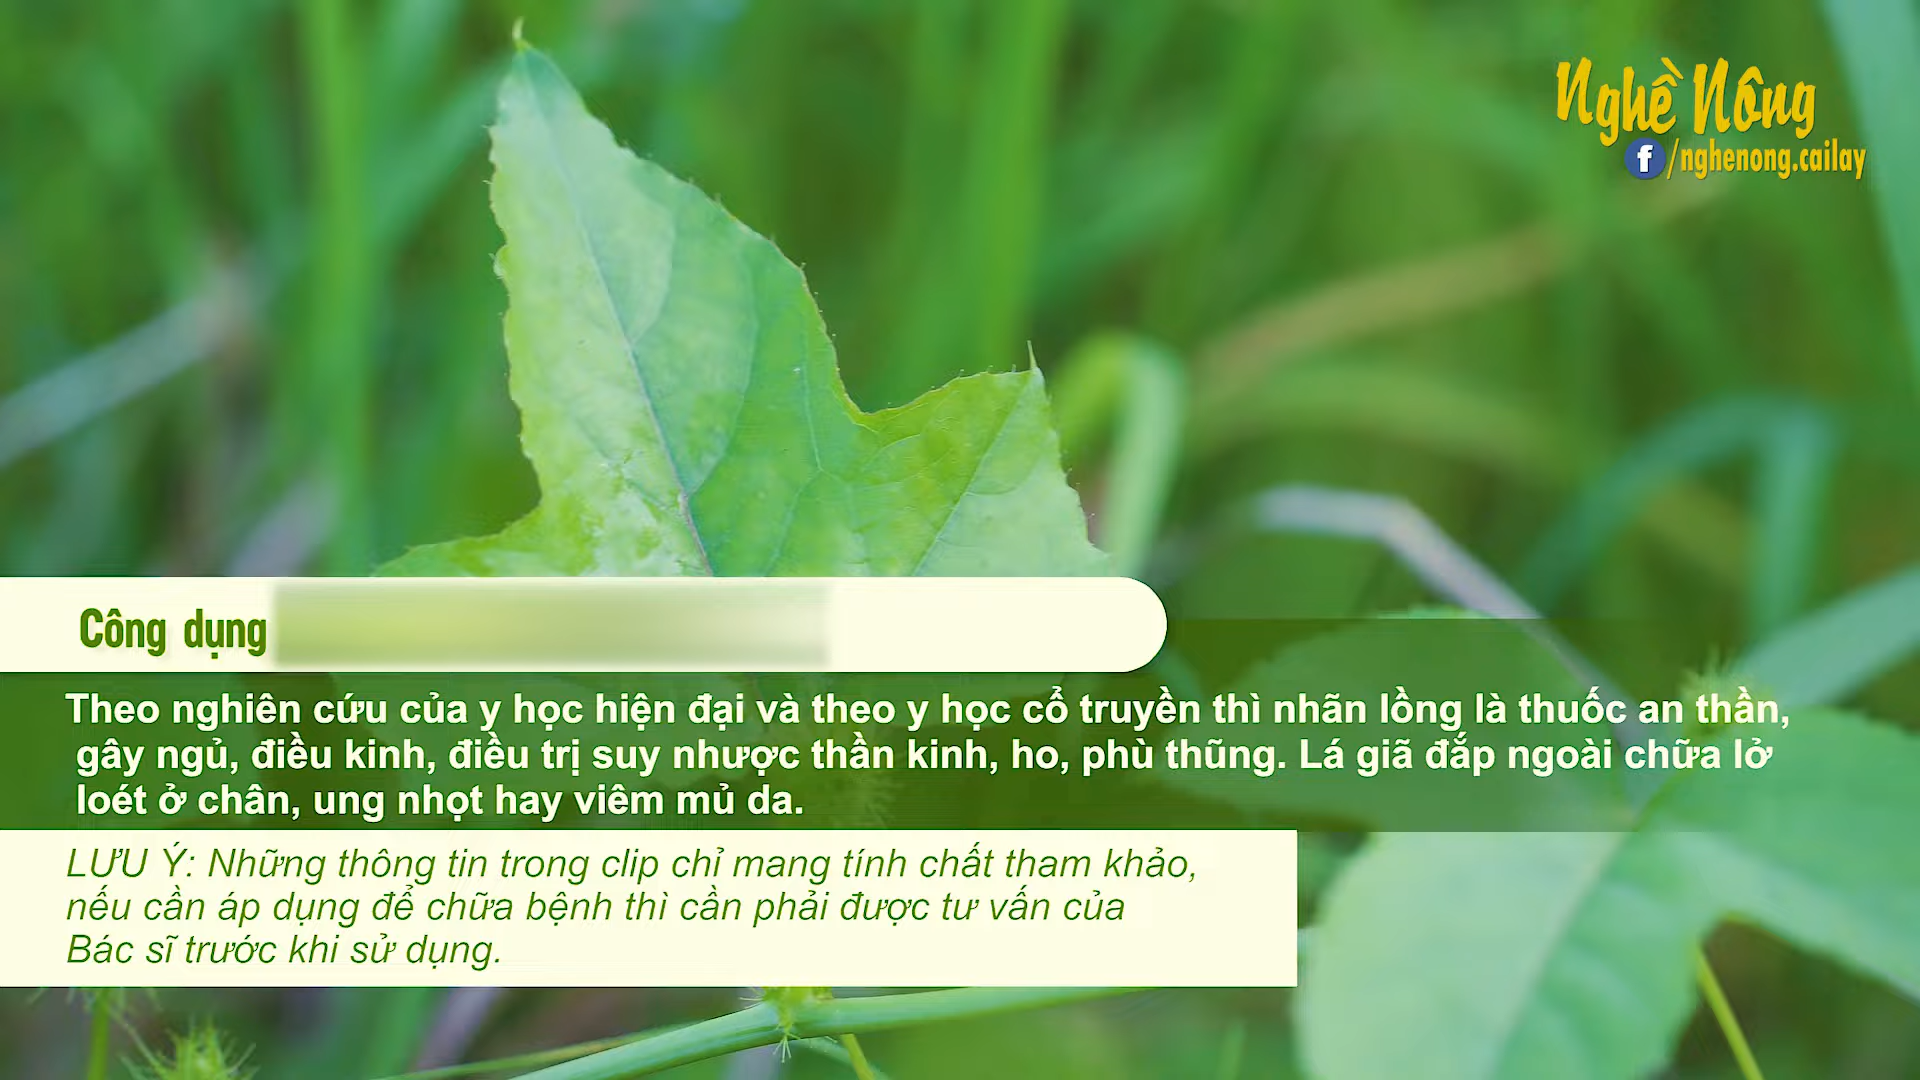 Nghề Nông
f/nghenong.cailay
Công dụng
Theo nghiên cứu của y học hiện đại và theo y học cổ truyền thì nhãn lồng là thuốc an thần,
gây ngủ, điều kinh, điều trị suy nhược thần kinh, ho, phù thũng. Lá giã đắp ngoài chữa lở
loét ở chân, ung nhọt hay viêm mủ da.
LƯU Ý: Những thông tin trong clip chỉ mang tính chất tham khảo,
nếu cần áp dụng để chữa bệnh thì cần phải được tư vấn của
Bác sĩ trước khi sử dụng.